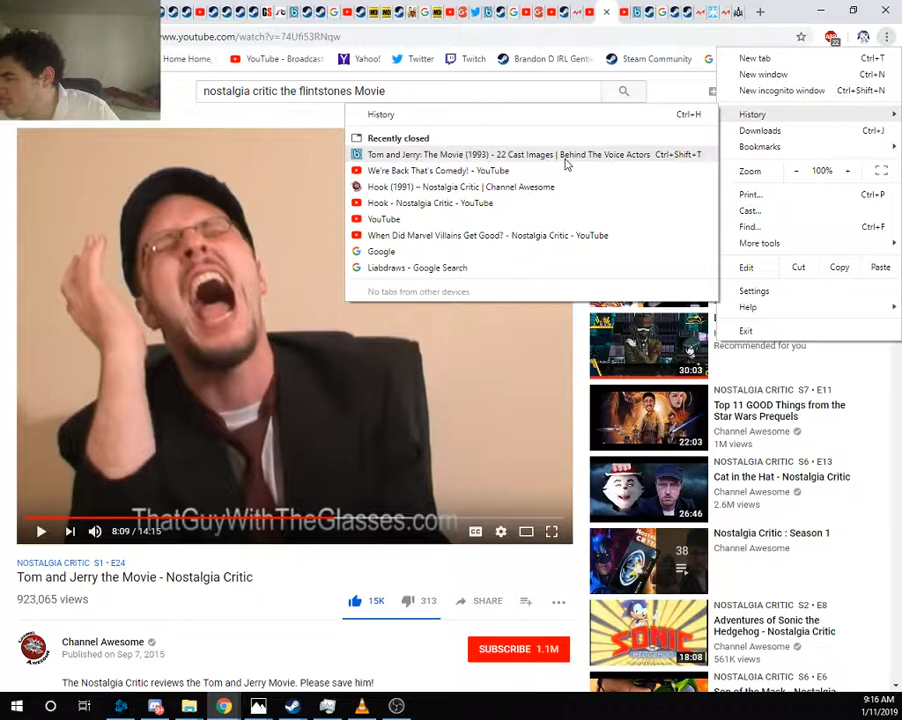 .youtube.com/watch?v=74Ufi53RNqw
22
Home Home
YouTube - Broadcast
Yahoo!
Twitter
Twitch
Brandon D IRL Gentl
Steam Community
nostalgia critic the flintstones Movie
New tab Ctrl+T
New window Ctrl+N
New incognito window Ctrl+Shift+N
History
Downloads Ctrl+J
Bookmarks
Zoom - 100% +
Print... Ctrl+P
Cast...
Find... Ctrl+F
More tools
Edit Cut Copy Paste
Settings
Help
Exit
History Ctrl+H
Recently closed
Tom and Jerry: The Movie (1993) - 22 Cast Images | Behind The Voice Actors Ctrl+Shift+T
We're Back That's Comedy! - YouTube
Hook (1991) – Nostalgia Critic | Channel Awesome
Hook - Nostalgia Critic - YouTube
YouTube
When Did Marvel Villains Get Good? - Nostalgia Critic - YouTube
Google
Liabdraws - Google Search
No tabs from other devices
ThatGuyWithTheGlasses.com
8:09 / 14:15
CC
NOSTALGIA CRITIC S1 • E24
Tom and Jerry the Movie - Nostalgia Critic
923,065 views
15K
313
SHARE
Channel Awesome
Published on Sep 7, 2015
SUBSCRIBE 1.1M
The Nostalgia Critic reviews the Tom and Jerry Movie. Please save him!
Recommended for you
30:03
NOSTALGIA CRITIC S7 • E11
Top 11 GOOD Things from the
Star Wars Prequels
Channel Awesome
1M views
22:03
NOSTALGIA CRITIC S6 • E13
Cat in the Hat - Nostalgia Critic
2.6M views
26:46
Nostalgia Critic : Season 1
Channel Awesome
38
NOSTALGIA CRITIC S2 • E8
Adventures of Sonic the
Hedgehog - Nostalgia Critic
561K views
SONIC
18:08
NOSTALGIA CRITIC S6 • E7
Son of the Mask - Nostalgia
9:16 AM
1/11/2019